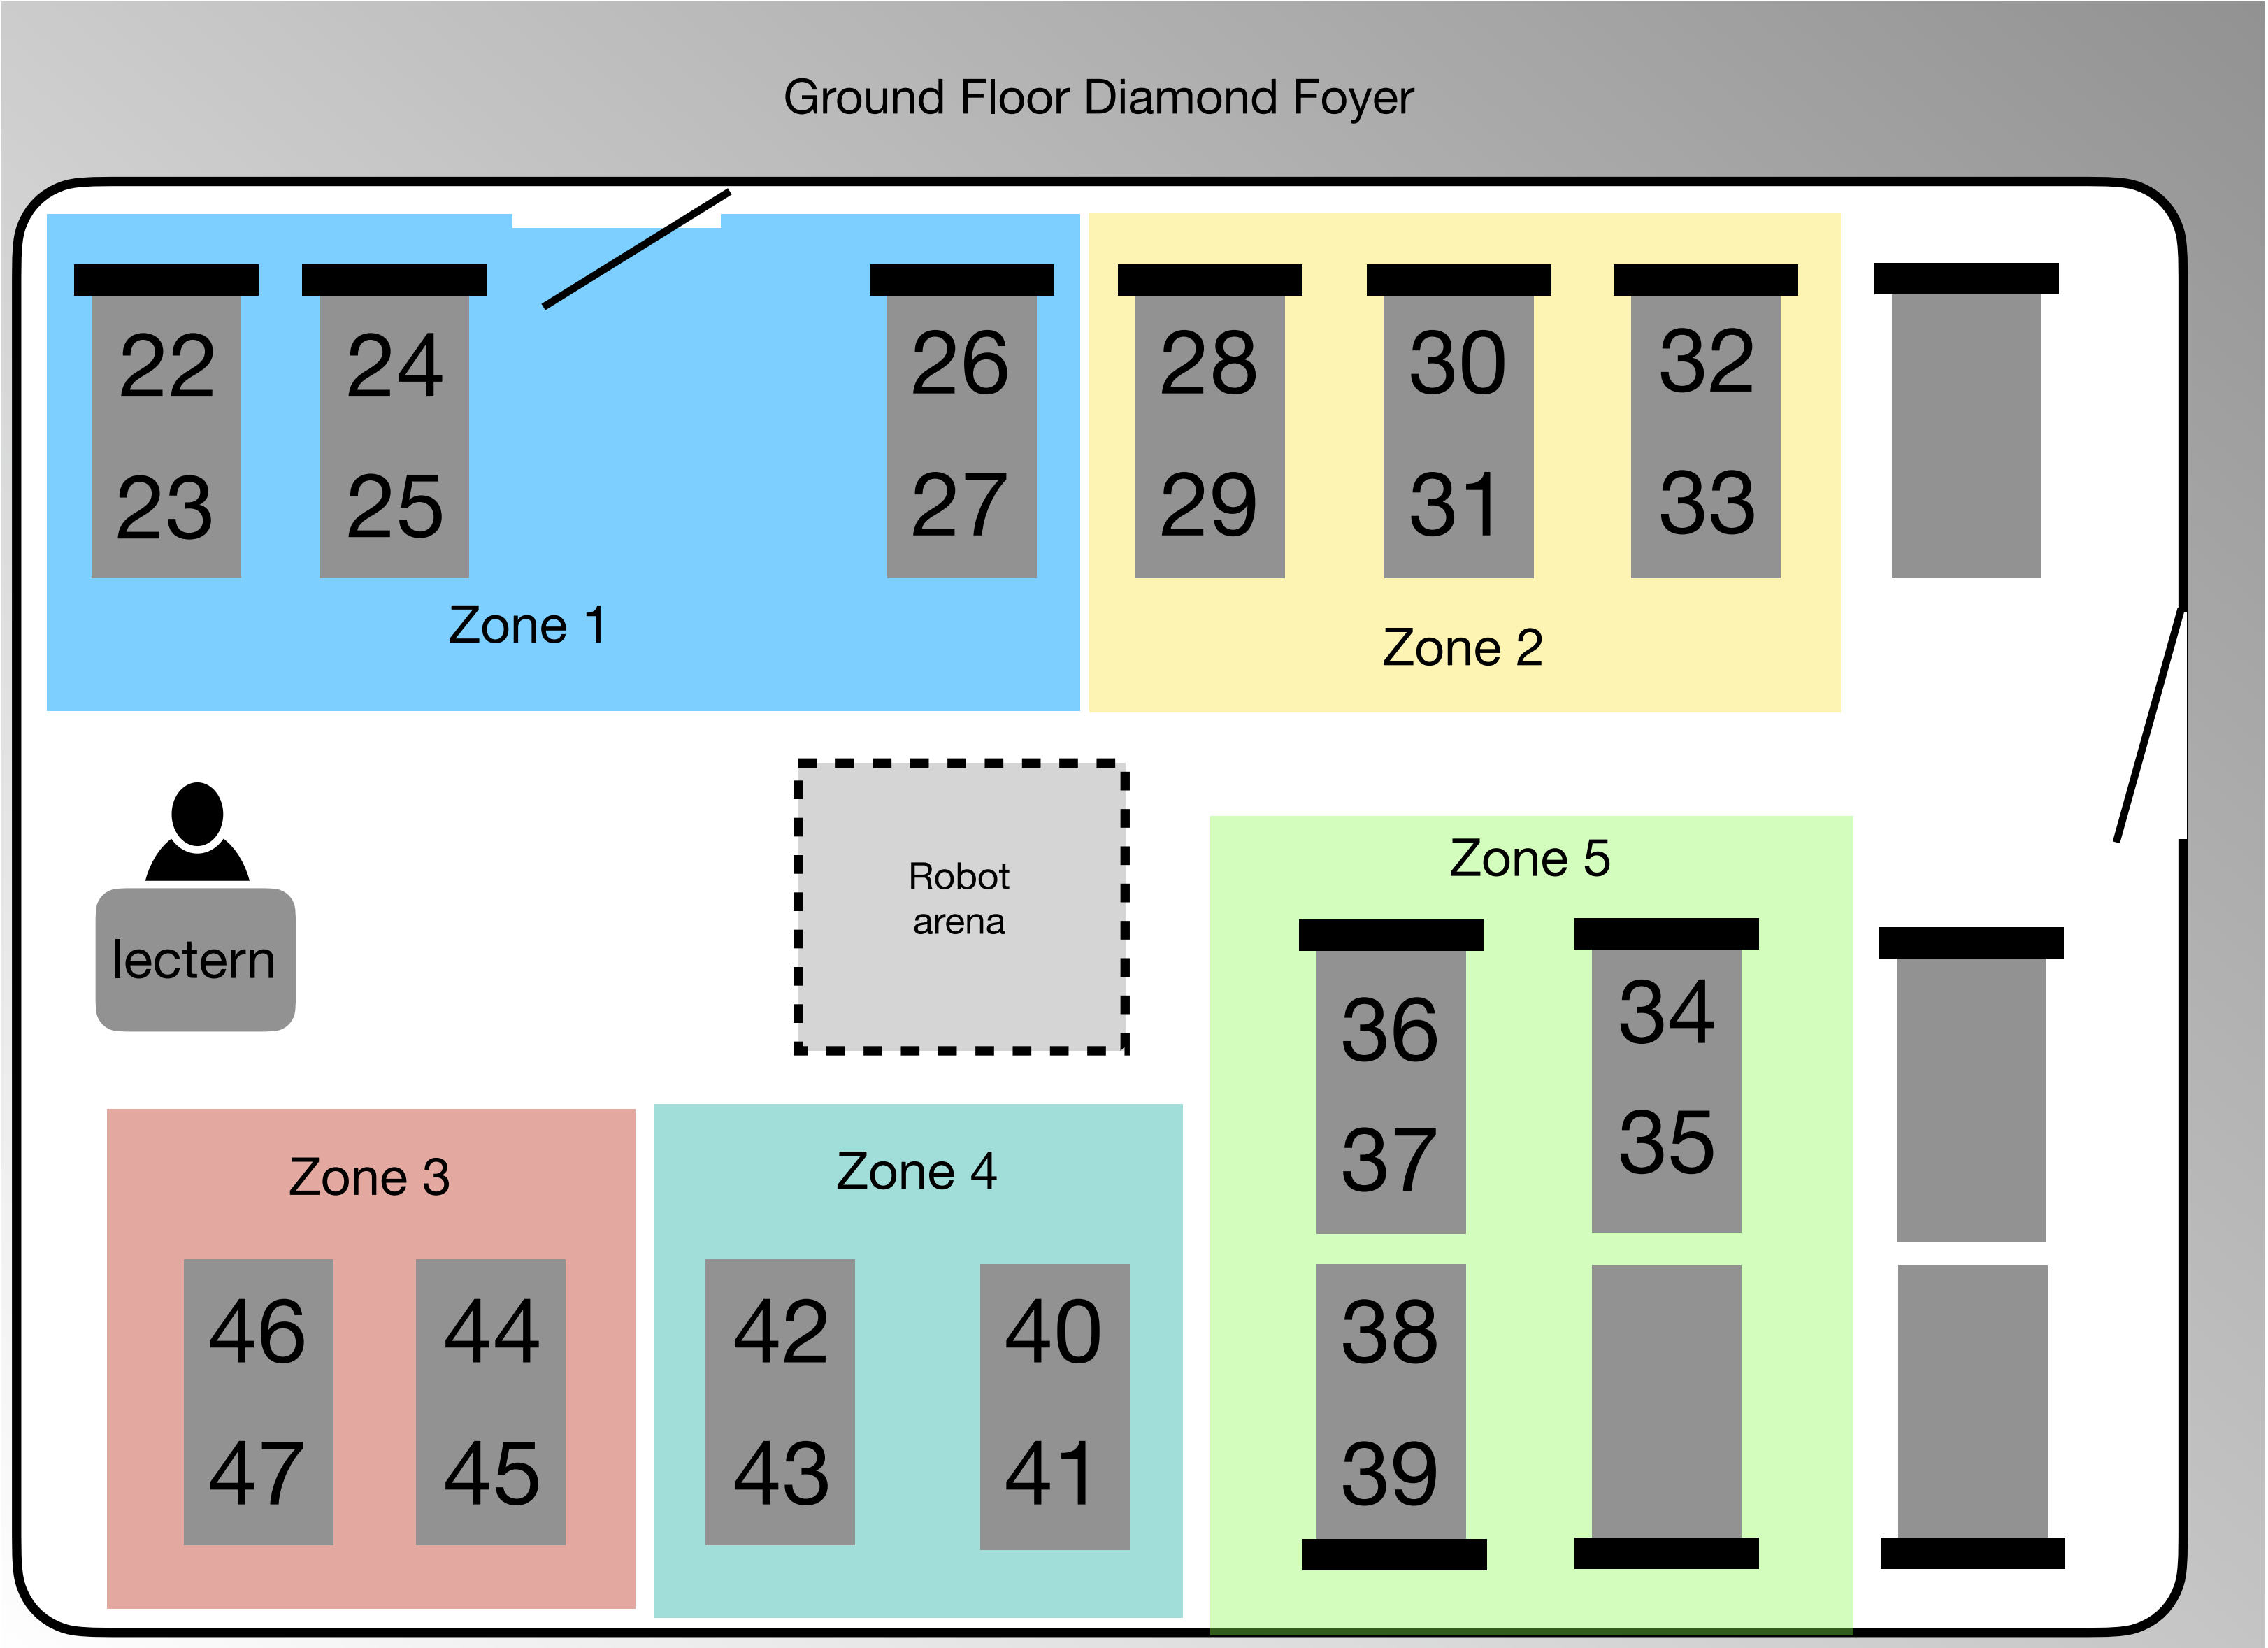 Ground Floor Diamond Foyer
22 24 26 28 30 32
23 25 27 29 31 33
Zone 1
Zone 2
Robot
arena
lectern
Zone 5
36 34
37 35
38
39
Zone 3
46 44
47 45
Zone 4
42 40
43 41